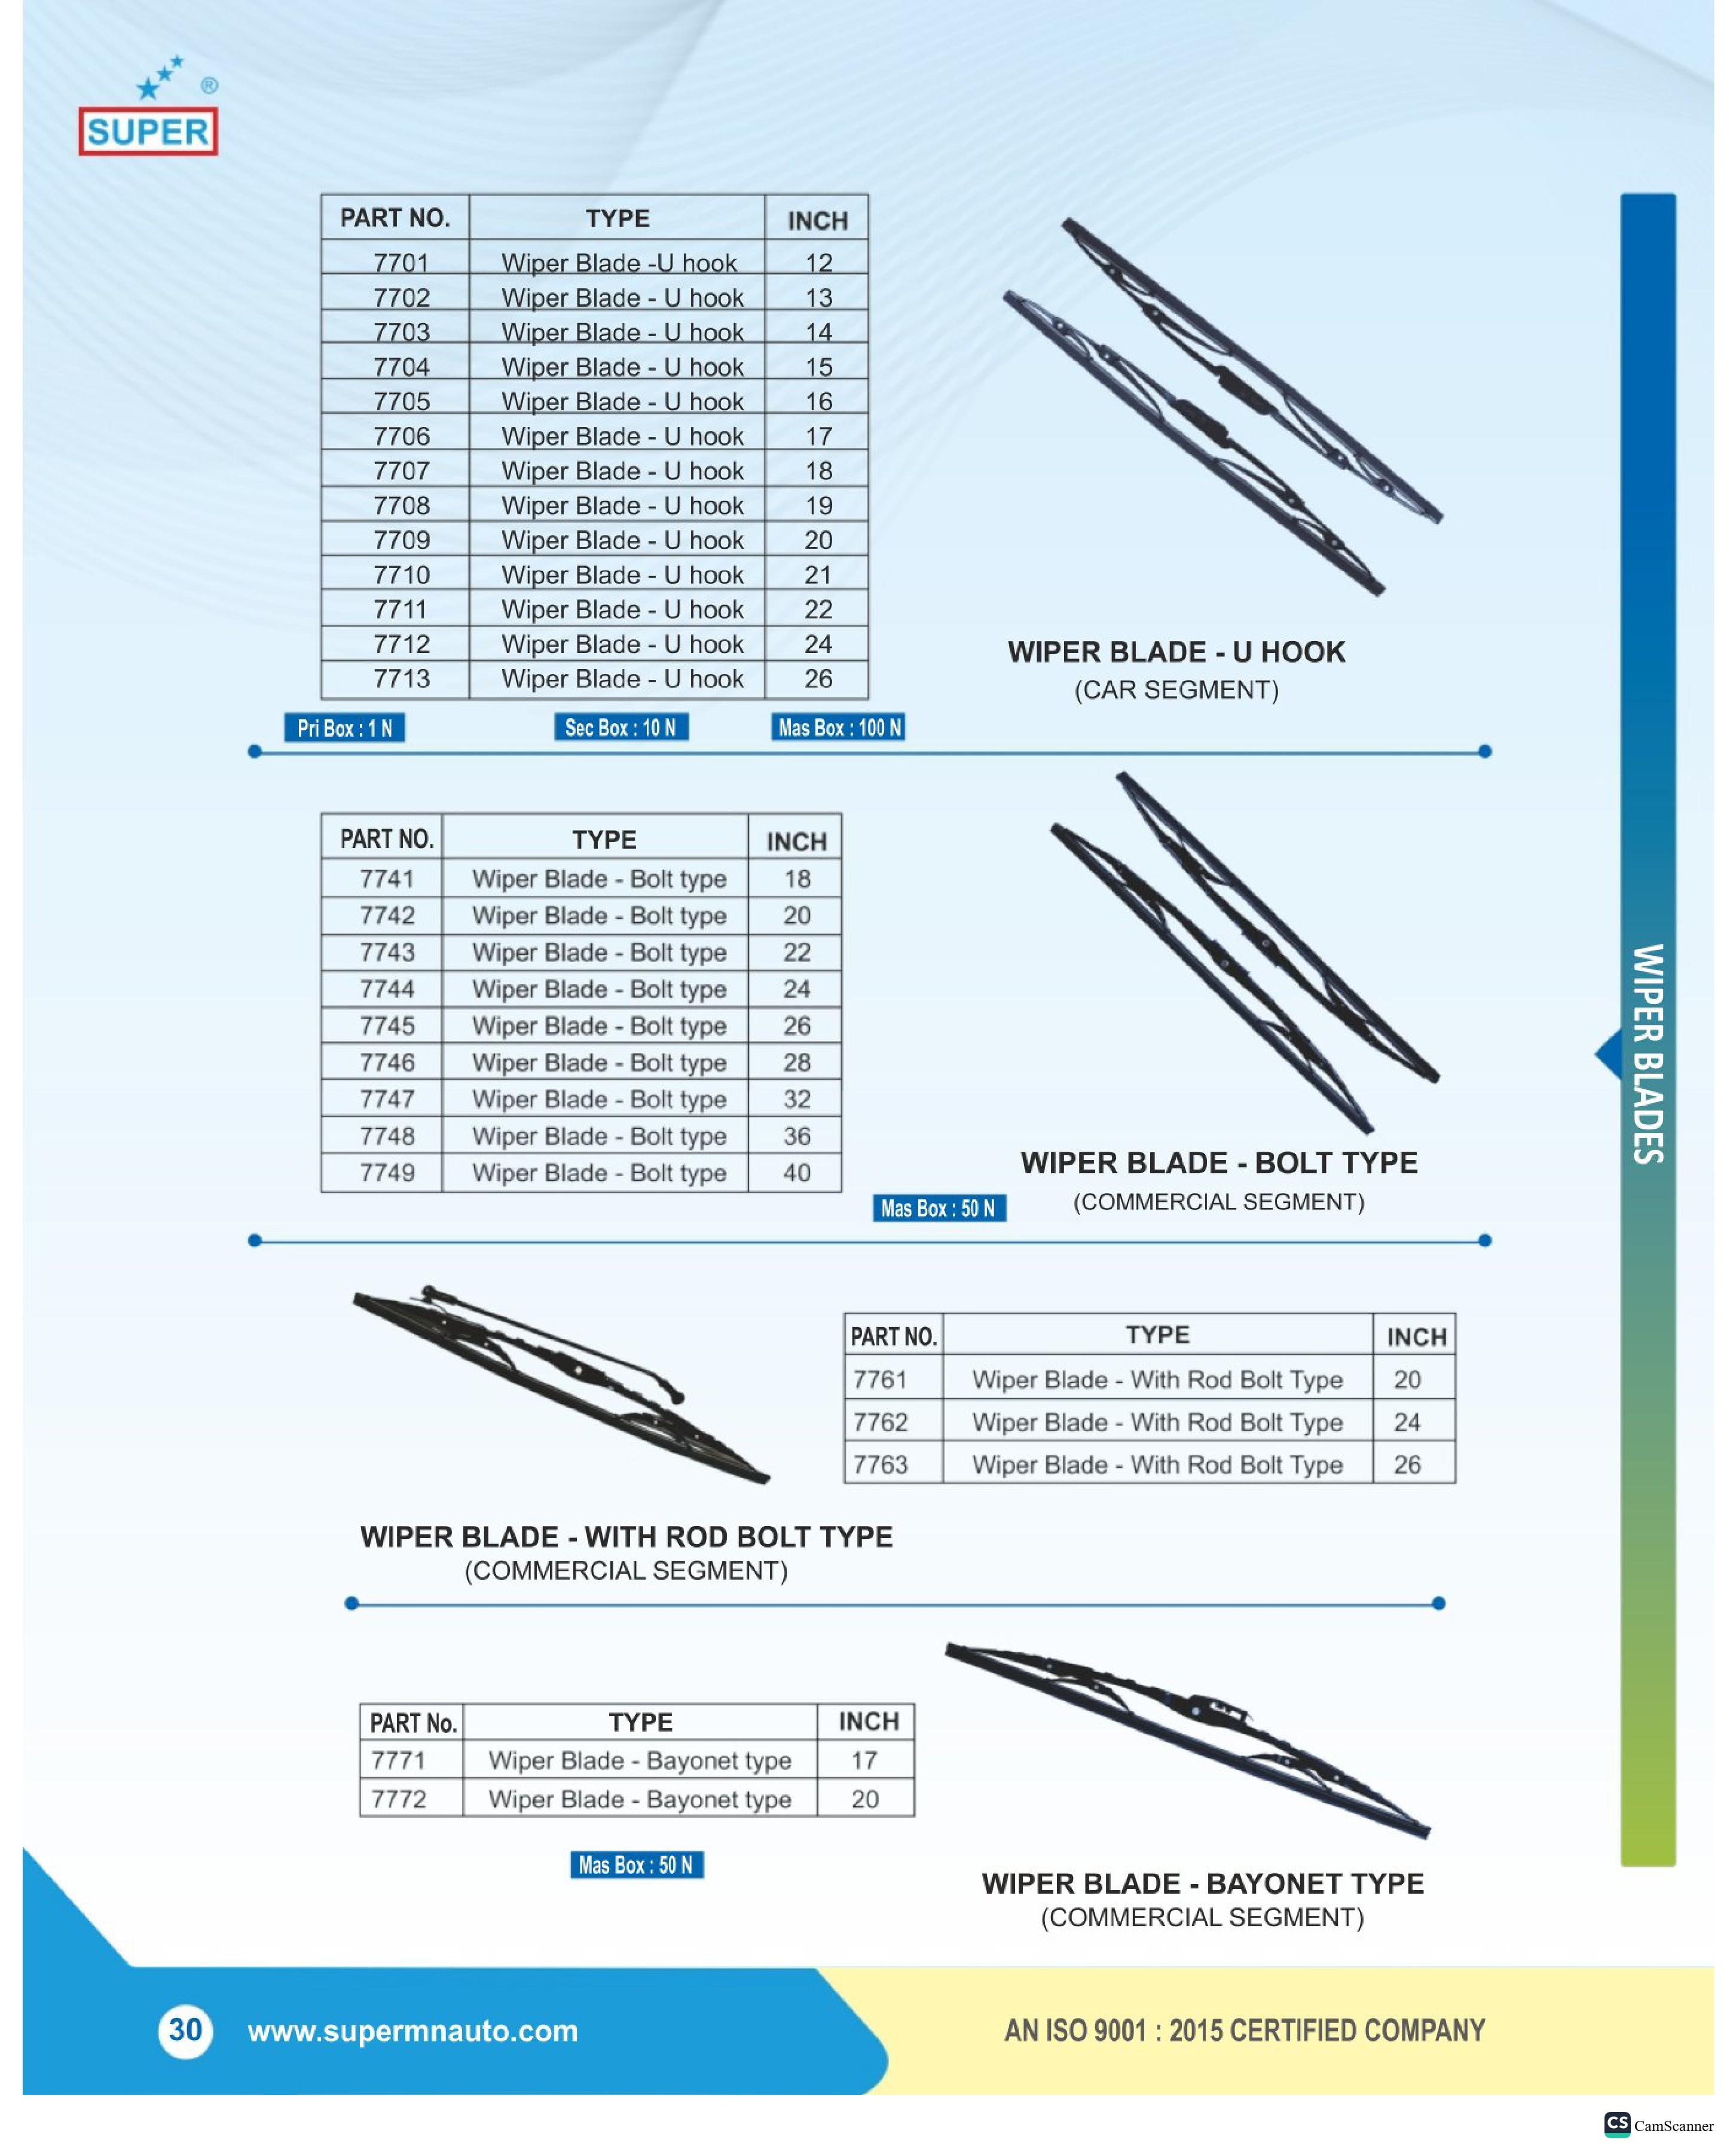 SUPER ®
PART NO. TYPE INCH
7701 Wiper Blade -U hook 12
7702 Wiper Blade - U hook 13
7703 Wiper Blade - U hook 14
7704 Wiper Blade - U hook 15
7705 Wiper Blade - U hook 16
7706 Wiper Blade - U hook 17
7707 Wiper Blade - U hook 18
7708 Wiper Blade - U hook 19
7709 Wiper Blade - U hook 20
7710 Wiper Blade - U hook 21
7711 Wiper Blade - U hook 22
7712 Wiper Blade - U hook 24
7713 Wiper Blade - U hook 26
WIPER BLADE - U HOOK
(CAR SEGMENT)
Pri Box : 1 N Sec Box : 10 N Mas Box : 100 N
PART NO. TYPE INCH
7741 Wiper Blade - Bolt type 18
7742 Wiper Blade - Bolt type 20
7743 Wiper Blade - Bolt type 22
7744 Wiper Blade - Bolt type 24
7745 Wiper Blade - Bolt type 26
7746 Wiper Blade - Bolt type 28
7747 Wiper Blade - Bolt type 32
7748 Wiper Blade - Bolt type 36
7749 Wiper Blade - Bolt type 40
WIPER BLADE - BOLT TYPE
(COMMERCIAL SEGMENT)
Mas Box : 50 N
PART NO. TYPE INCH
7761 Wiper Blade - With Rod Bolt Type 20
7762 Wiper Blade - With Rod Bolt Type 24
7763 Wiper Blade - With Rod Bolt Type 26
WIPER BLADE - WITH ROD BOLT TYPE
(COMMERCIAL SEGMENT)
PART No. TYPE INCH
7771 Wiper Blade - Bayonet type 17
7772 Wiper Blade - Bayonet type 20
Mas Box : 50 N
WIPER BLADE - BAYONET TYPE
(COMMERCIAL SEGMENT)
WIPER BLADES
30 www.supermnauto.com
AN ISO 9001 : 2015 CERTIFIED COMPANY
CS CamScanner